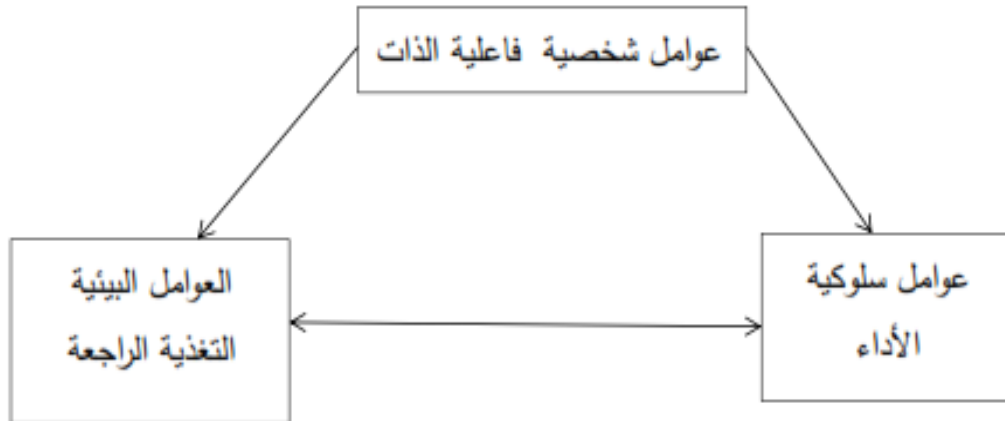 عوامل شخصية فاعلية الذات
عوامل سلوكية
الأداء
العوامل البيئية
التغذية الراجعة